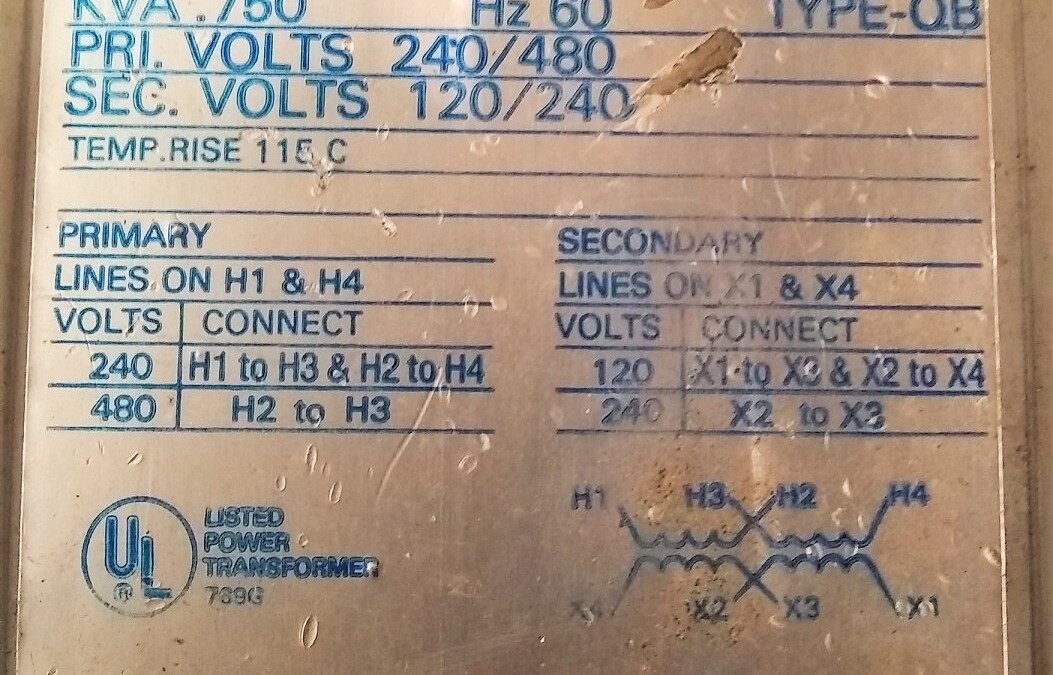 KVA .750 Hz 60 TYPE-QB
PRI. VOLTS 240/480
SEC. VOLTS 120/240
TEMP.RISE 115 C
PRIMARY
LINES ON H1 & H4
VOLTS CONNECT
240 H1 to H3 & H2 to H4
480 H2 to H3
SECONDARY
LINES ON X1 & X4
VOLTS CONNECT
120 X1 to X3 & X2 to X4
240 X2 to X3
UL
®
LISTED
POWER
TRANSFORMER
769G
H1 H3 H2 H4
X4 X2 X3 X1